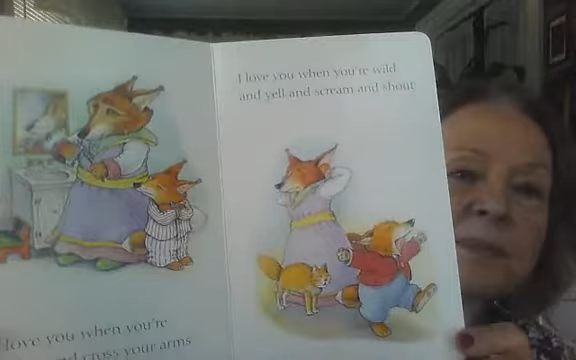 love you when you're
cross your arms
I love you when you're wild
and yell and scream and shout